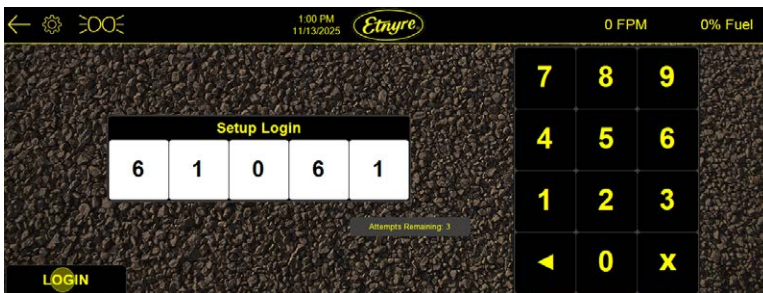 1:00 PM
11/13/2025
Etnyre
0 FPM
0% Fuel
Setup Login
6 1 0 6 1
Attempts Remaining: 3
7 8 9
4 5 6
1 2 3
◄ 0 X
LOGIN